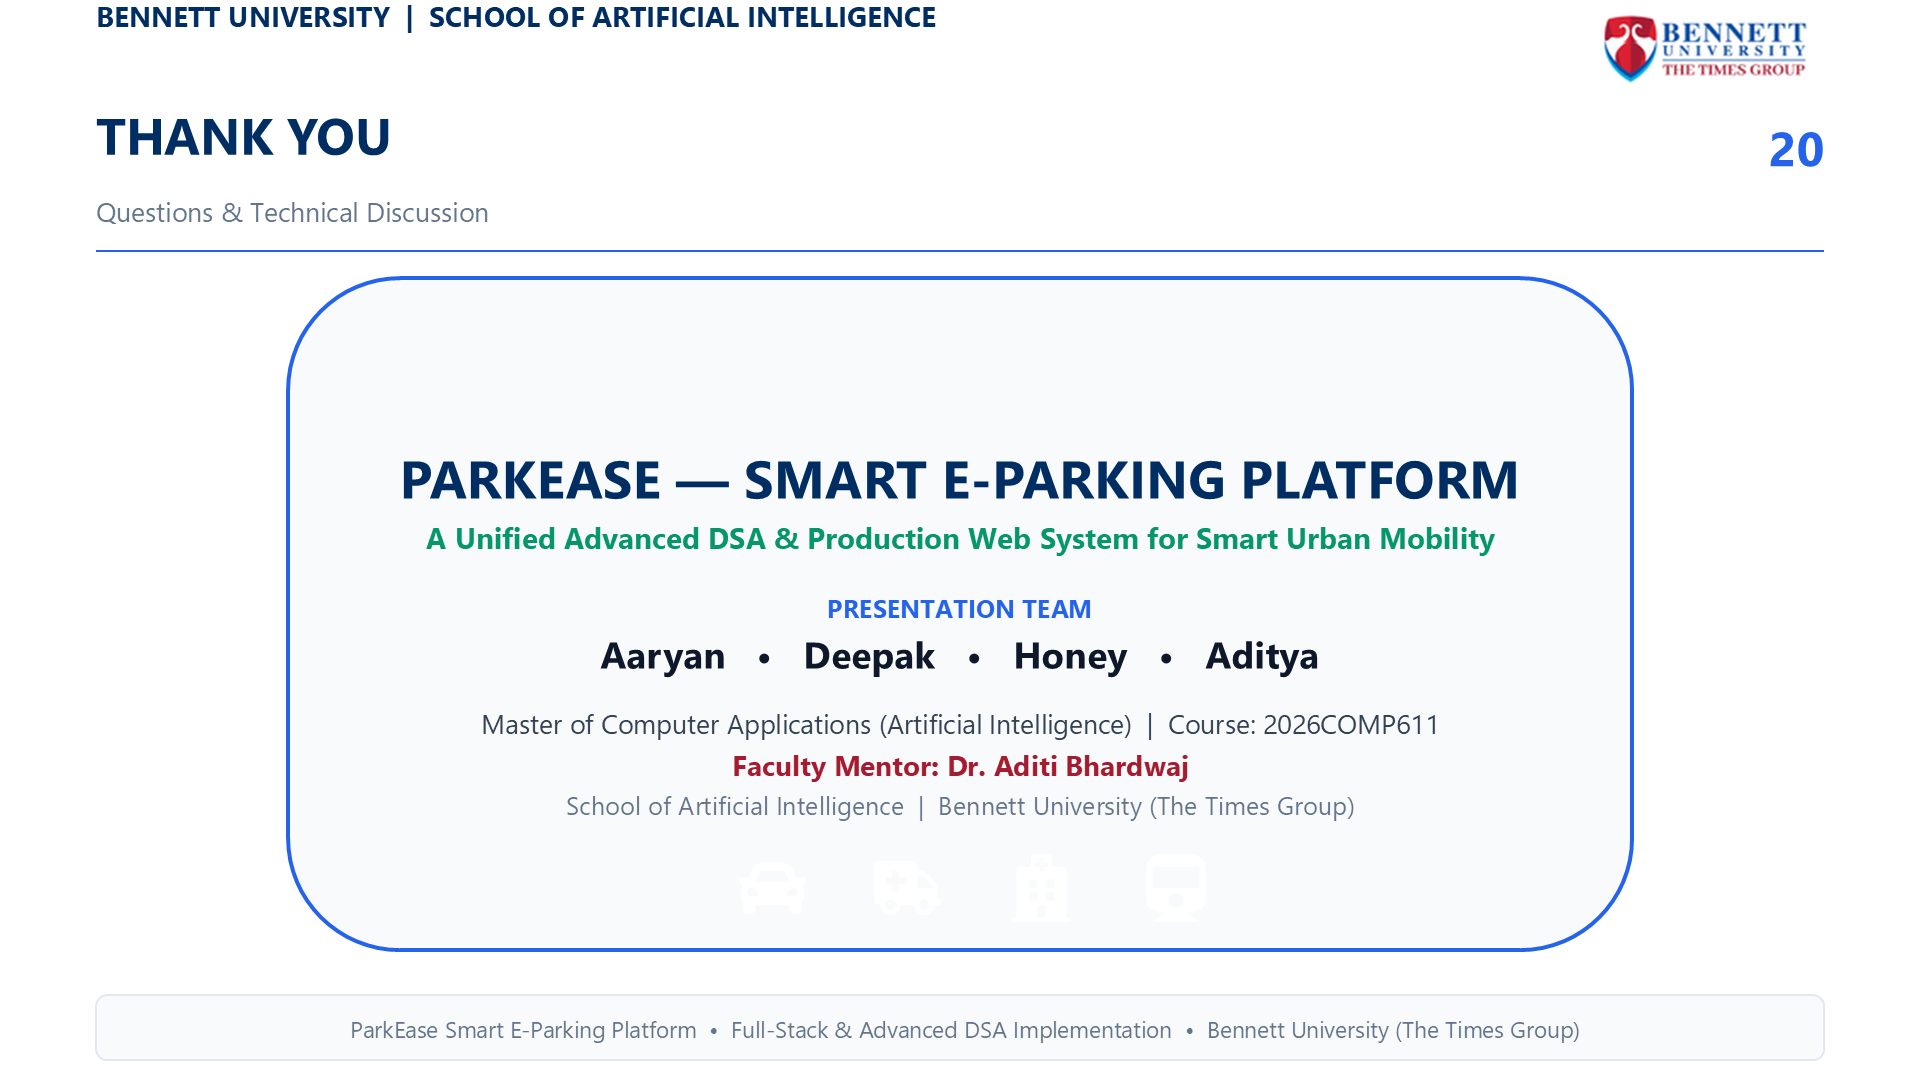 BENNETT UNIVERSITY | SCHOOL OF ARTIFICIAL INTELLIGENCE
BENNETT
UNIVERSITY
THE TIMES GROUP
THANK YOU
20
Questions & Technical Discussion
PARKEASE — SMART E-PARKING PLATFORM
A Unified Advanced DSA & Production Web System for Smart Urban Mobility
PRESENTATION TEAM
Aaryan • Deepak • Honey • Aditya
Master of Computer Applications (Artificial Intelligence) | Course: 2026COMP611
Faculty Mentor: Dr. Aditi Bhardwaj
School of Artificial Intelligence | Bennett University (The Times Group)
ParkEase Smart E-Parking Platform • Full-Stack & Advanced DSA Implementation • Bennett University (The Times Group)